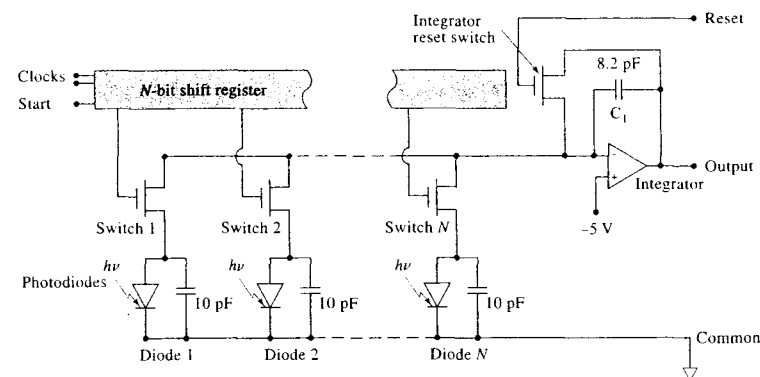 Integrator
reset switch
Reset
8.2 pF
C1
Clocks
Start
N-bit shift register
-
+
Output
Integrator
–5 V
Switch 1
Switch 2
Switch N
hν
hν
hν
Photodiodes
10 pF
10 pF
10 pF
Common
Diode 1
Diode 2
Diode N